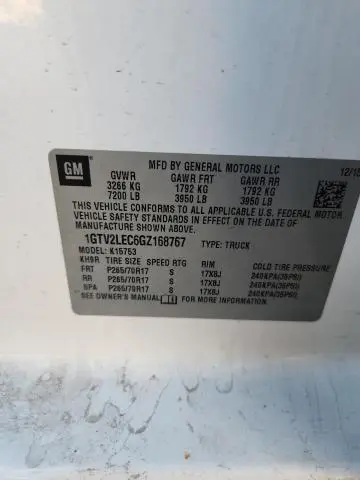 GM
MFD BY GENERAL MOTORS LLC
12/15
GVWR GAWR FRT GAWR RR
3266 KG 1792 KG 1792 KG
7200 LB 3950 LB 3950 LB
THIS VEHICLE CONFORMS TO ALL APPLICABLE U.S. FEDERAL MOTOR
VEHICLE SAFETY STANDARDS IN EFFECT ON THE DATE OF
MANUFACTURE SHOWN ABOVE.
1GTV2LEC6GZ168767 TYPE: TRUCK
MODEL: K15753
KH9R TIRE SIZE SPEED RTG RIM COLD TIRE PRESSURE
FRT P265/70R17 S 17X8J 240KPA(35PSI)
RR P265/70R17 S 17X8J 240KPA(35PSI)
SPA P265/70R17 S 17X8J 240KPA(35PSI)
SEE OWNER'S MANUAL FOR MORE INFORMATION.